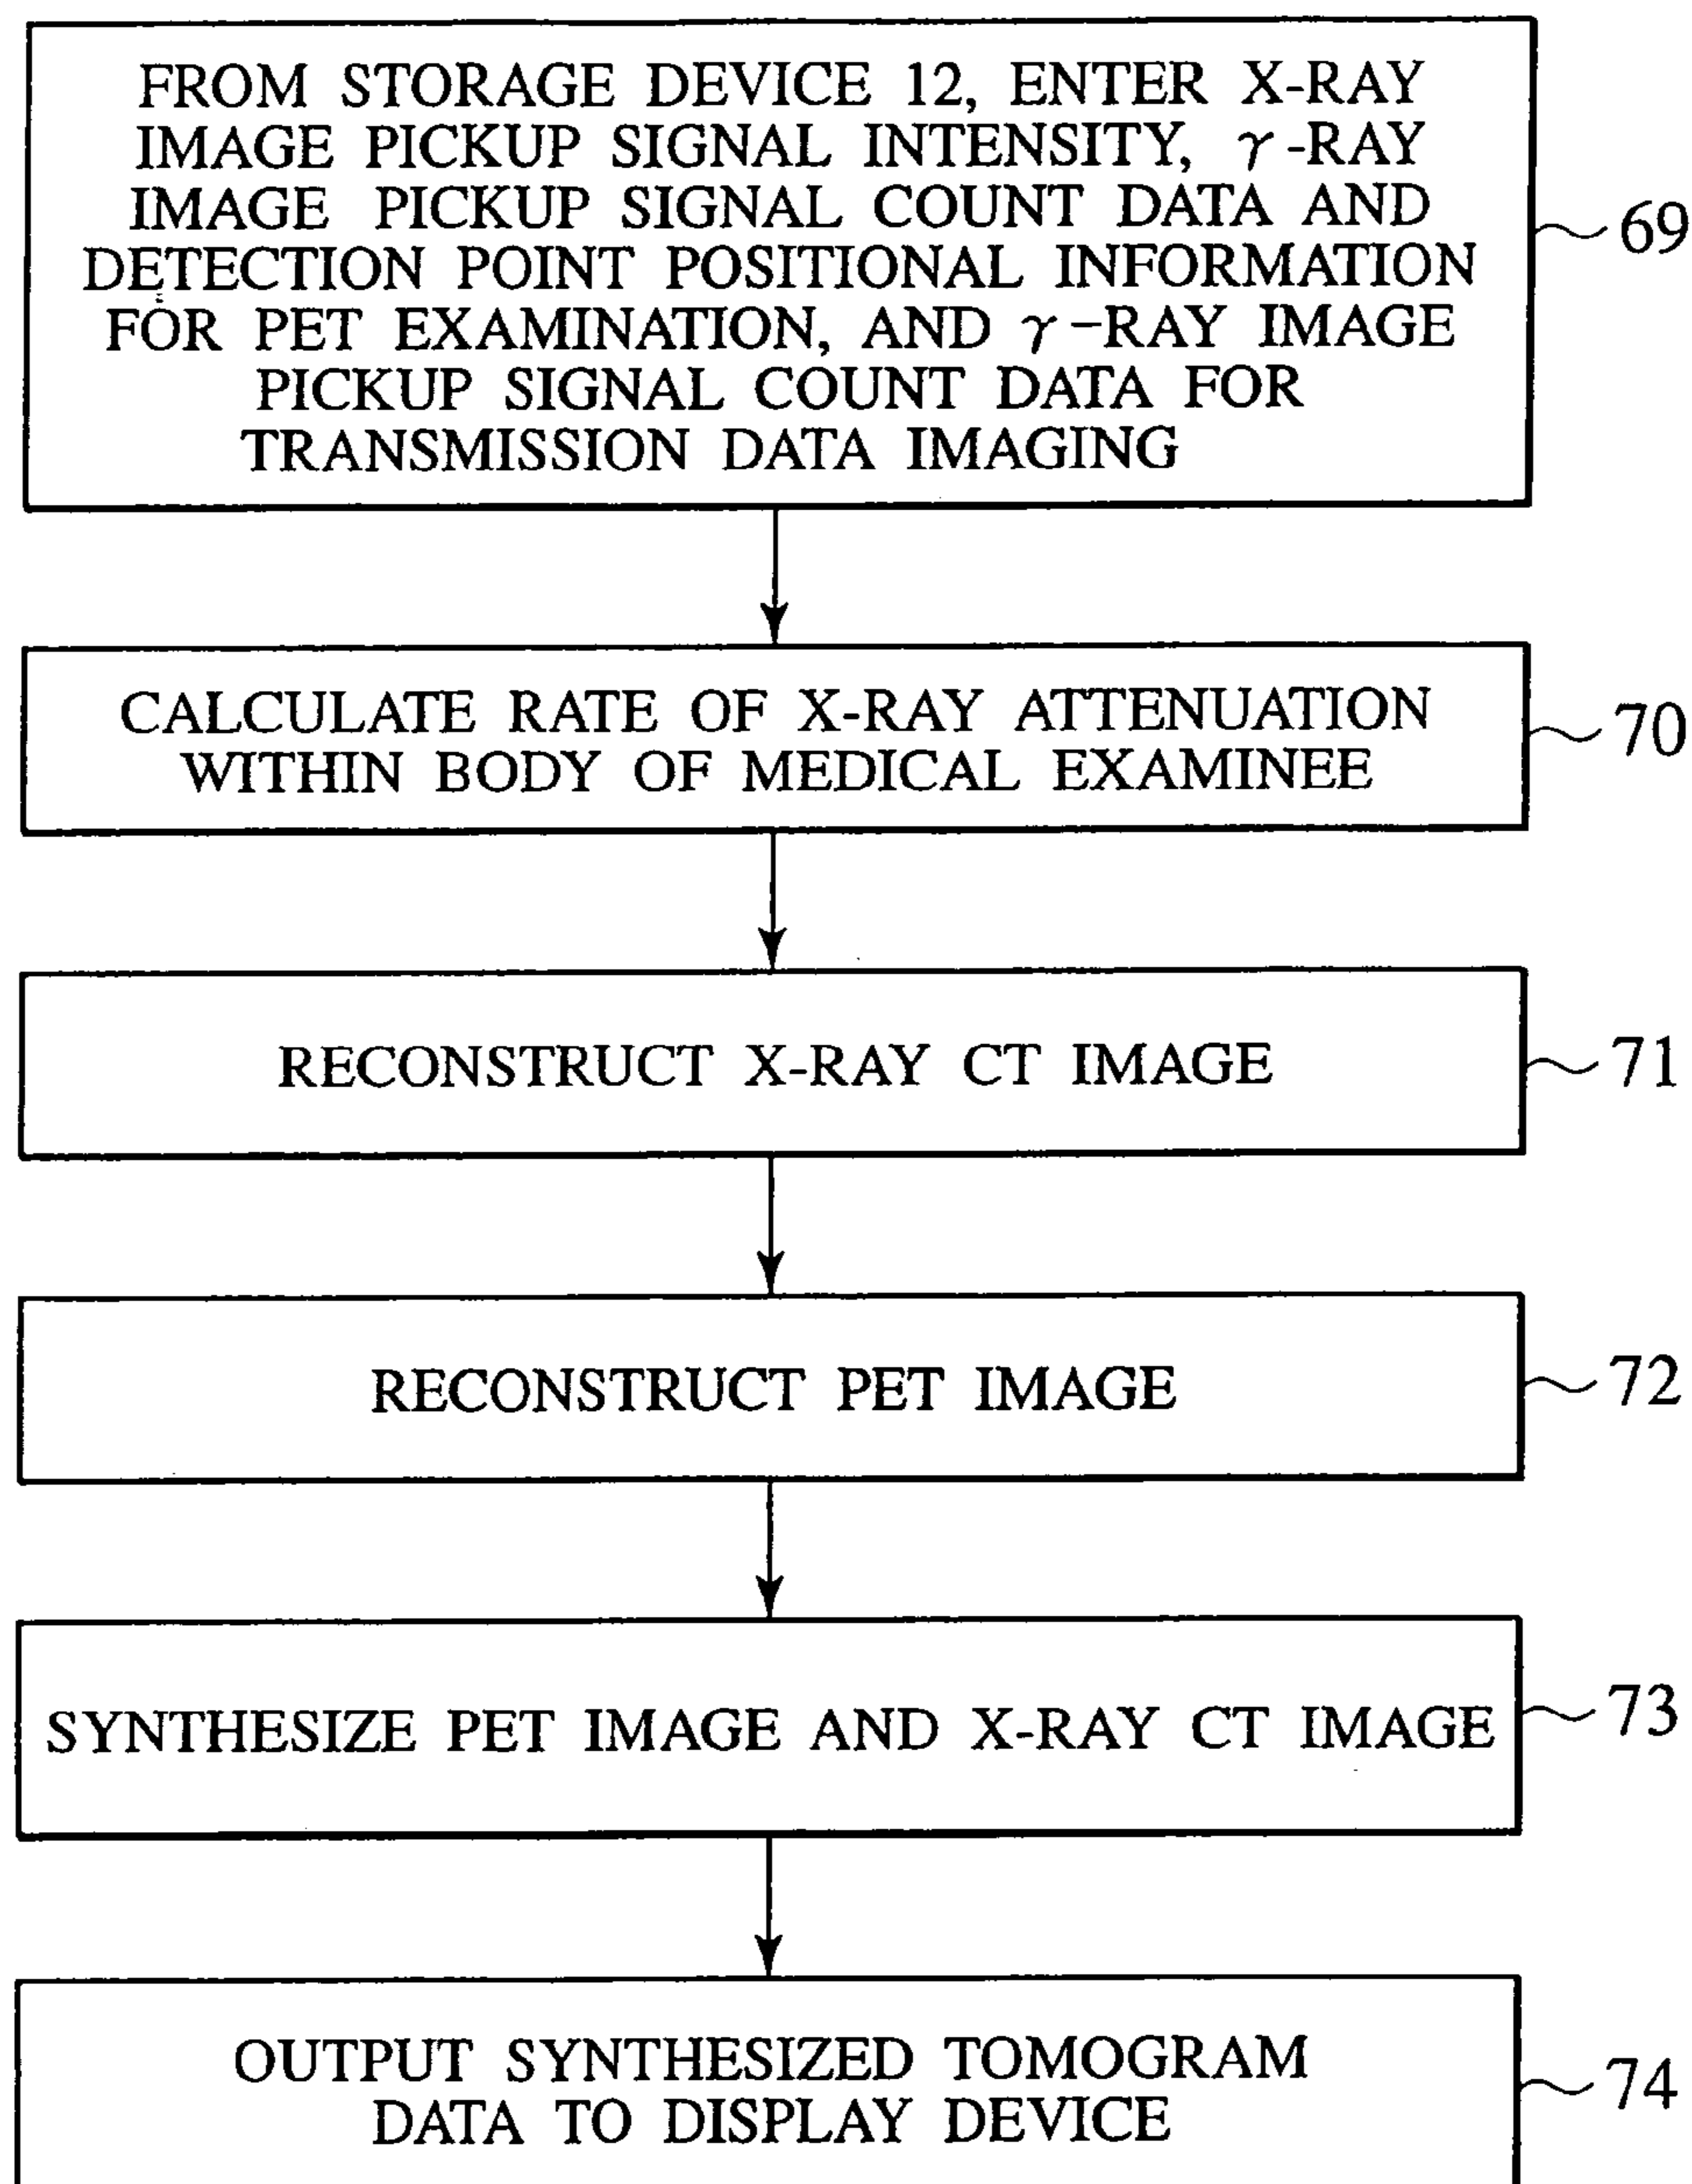 FROM STORAGE DEVICE 12, ENTER X-RAY
IMAGE PICKUP SIGNAL INTENSITY, γ-RAY
IMAGE PICKUP SIGNAL COUNT DATA AND
DETECTION POINT POSITIONAL INFORMATION
FOR PET EXAMINATION, AND γ-RAY IMAGE
PICKUP SIGNAL COUNT DATA FOR
TRANSMISSION DATA IMAGING
69
CALCULATE RATE OF X-RAY ATTENUATION
WITHIN BODY OF MEDICAL EXAMINEE
70
RECONSTRUCT X-RAY CT IMAGE
71
RECONSTRUCT PET IMAGE
72
SYNTHESIZE PET IMAGE AND X-RAY CT IMAGE
73
OUTPUT SYNTHESIZED TOMOGRAM
DATA TO DISPLAY DEVICE
74